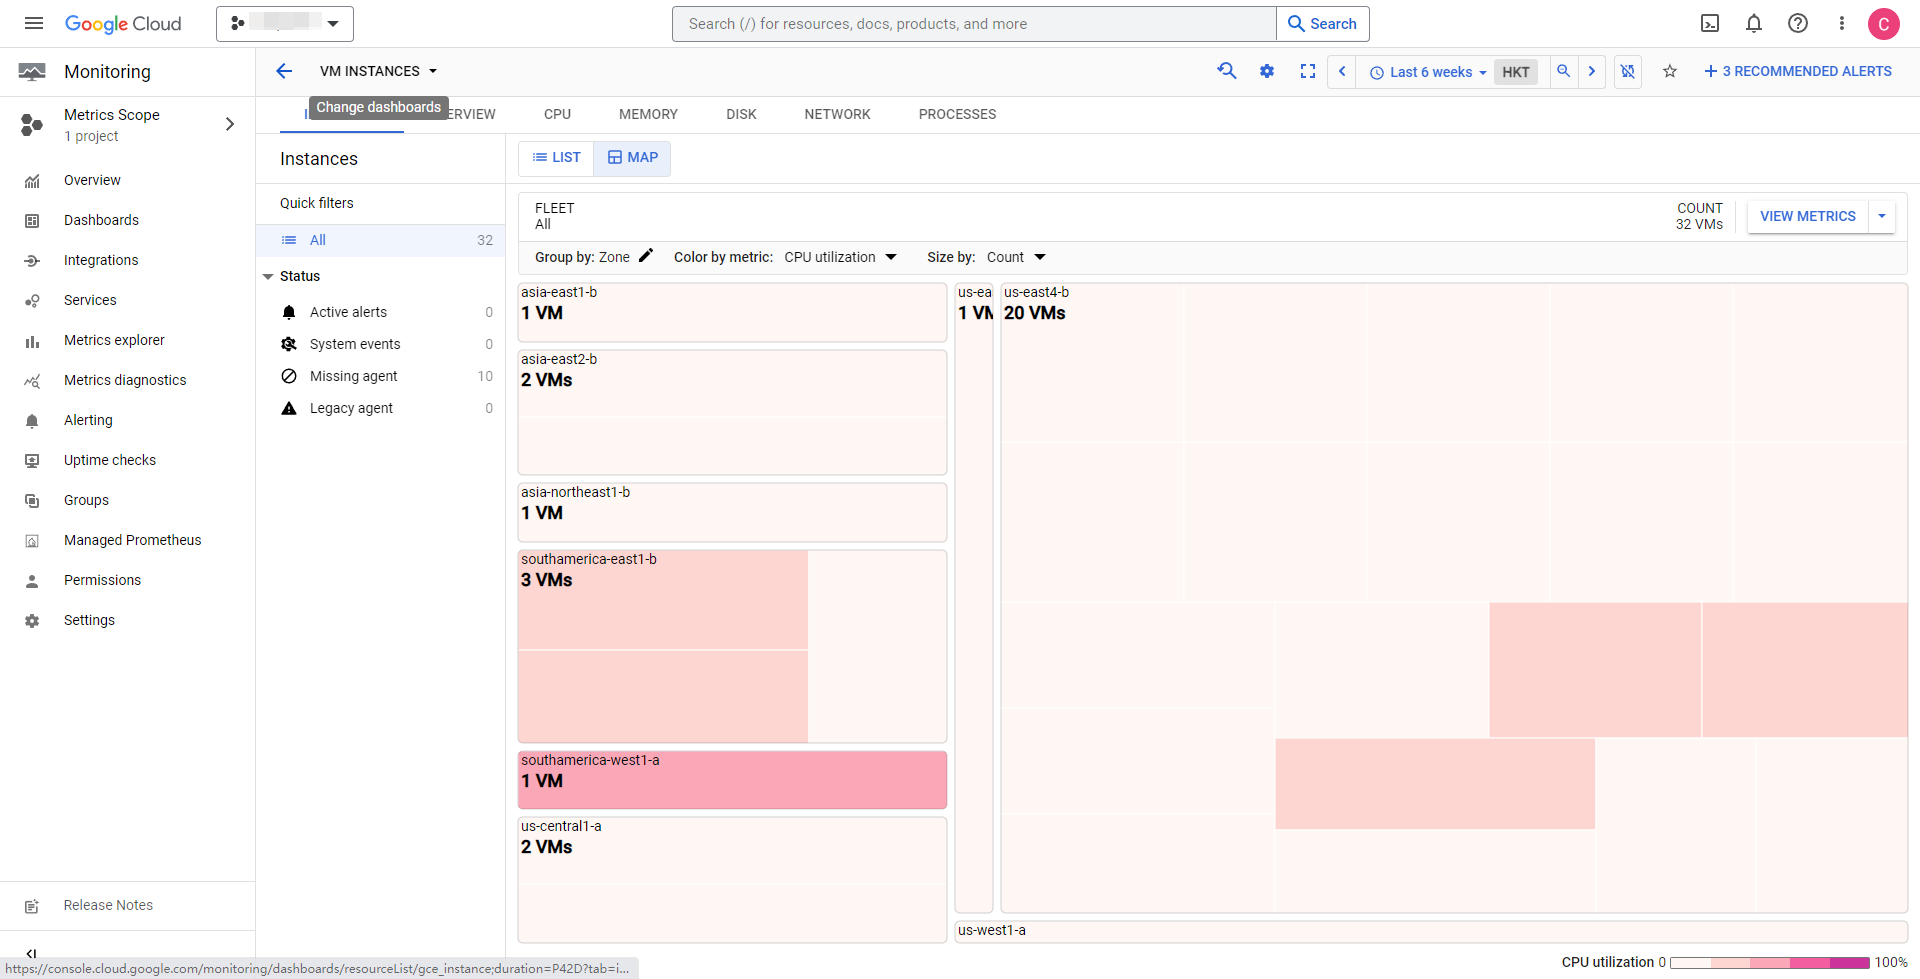 Google Cloud
Search (/) for resources, docs, products, and more
Search
C
Monitoring
VM INSTANCES
Last 6 weeks
HKT
3 RECOMMENDED ALERTS
Change dashboards
CPU
MEMORY
DISK
NETWORK
PROCESSES
Metrics Scope
1 project
Overview
Dashboards
Integrations
Services
Metrics explorer
Metrics diagnostics
Alerting
Uptime checks
Groups
Managed Prometheus
Permissions
Settings
Release Notes
Instances
Quick filters
All 32
Status
Active alerts 0
System events 0
Missing agent 10
Legacy agent 0
LIST
MAP
FLEET
All
COUNT
32 VMs
VIEW METRICS
Group by: Zone
Color by metric: CPU utilization
Size by: Count
asia-east1-b
1 VM
asia-east2-b
2 VMs
asia-northeast1-b
1 VM
southamerica-east1-b
3 VMs
southamerica-west1-a
1 VM
us-central1-a
2 VMs
us-ea
1 VM
us-east4-b
20 VMs
us-west1-a
CPU utilization 0 100%
https://console.cloud.google.com/monitoring/dashboards/resourceList/gce_instance;duration=P42D?tab=i...